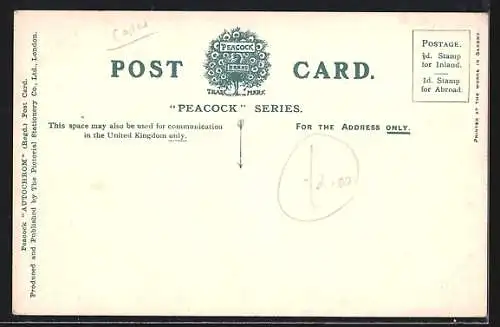 Peacock "AUTOCHROM" (Regd.) Post Card.
Produced and Published by The Pictorial Stationery Co., Ltd., London.
POST CARD.
PEACOCK
BRAND
TRADE MARK
"PEACOCK" SERIES.
This space may also be used for communication
in the United Kingdom only.
FOR THE ADDRESS ONLY.
POSTAGE.
½d. Stamp
for Inland.
1d. Stamp
for Abroad.
PRINTED AT THE WORKS IN SAXONY.